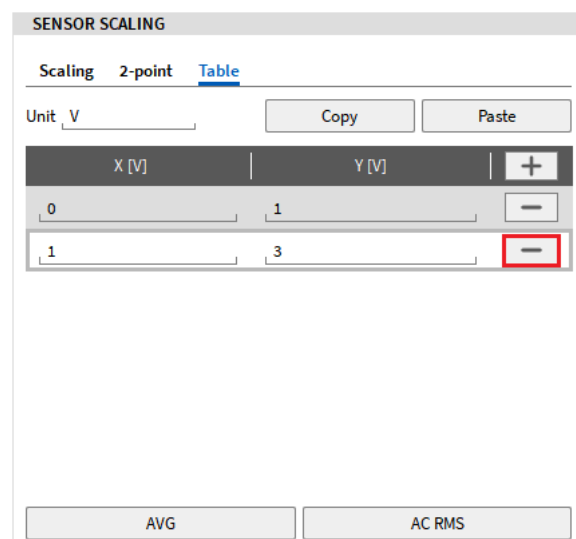 SENSOR SCALING
Scaling 2-point Table
Unit V Copy Paste
X [V] Y [V] +
0 1 −
1 3 −
AVG AC RMS